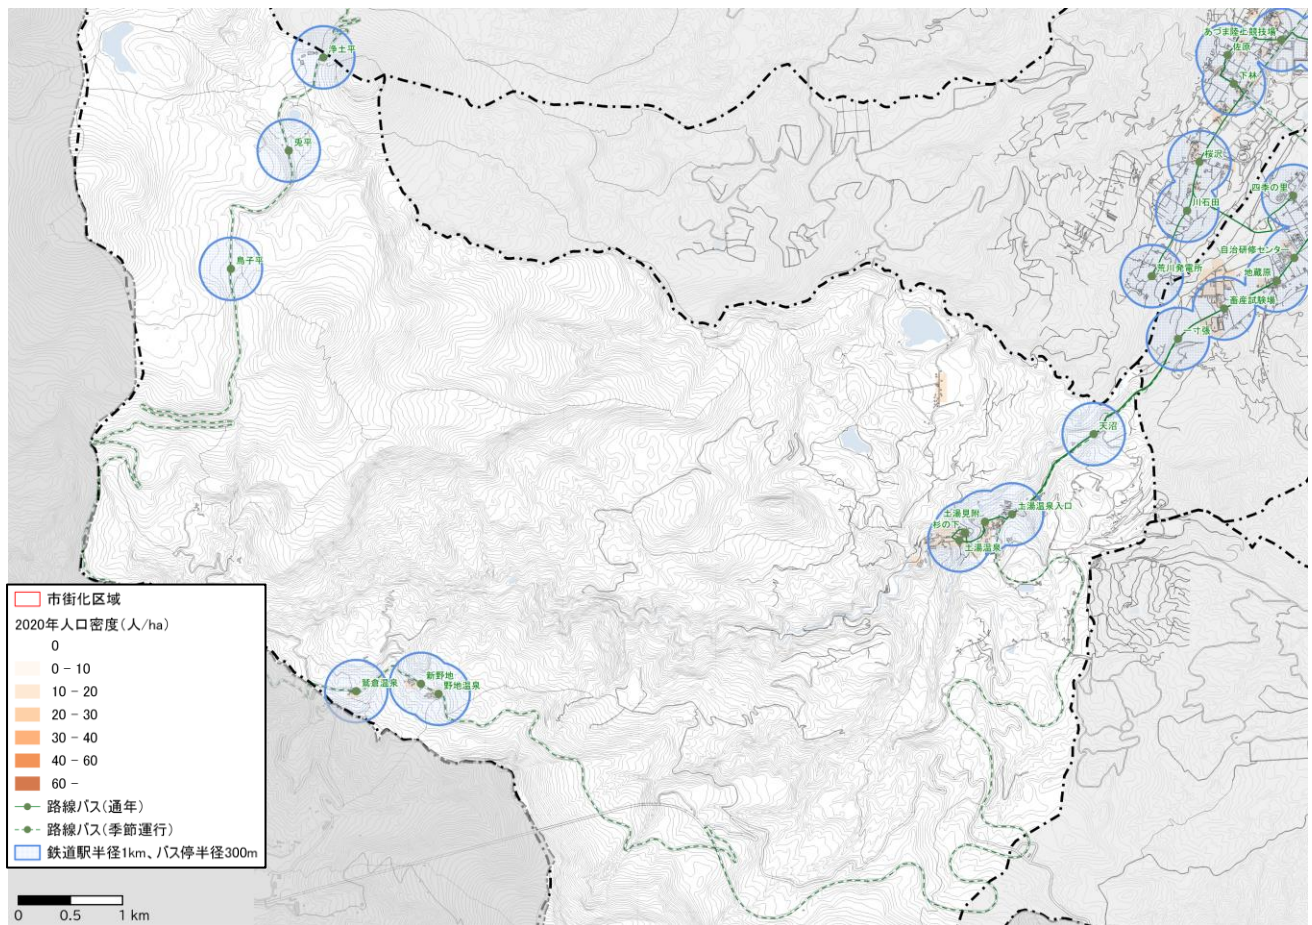 あづま陸上競技場
佐原
浄土平
下林
兎平
桜沢
四季の里
川石田
自治研修センター
鳥子平
荒川発電所
地蔵原
畜産試験場
一寸張
天沼
土湯見附
土湯温泉入口
杉の下
土湯温泉
市街化区域
2020年人口密度(人/ha)
0
0 - 10
10 - 20
20 - 30
30 - 40
40 - 60
60 -
路線バス(通年)
路線バス(季節運行)
鉄道駅半径1km、バス停半径300m
鷲倉温泉
新野地
野地温泉
0 0.5 1 km